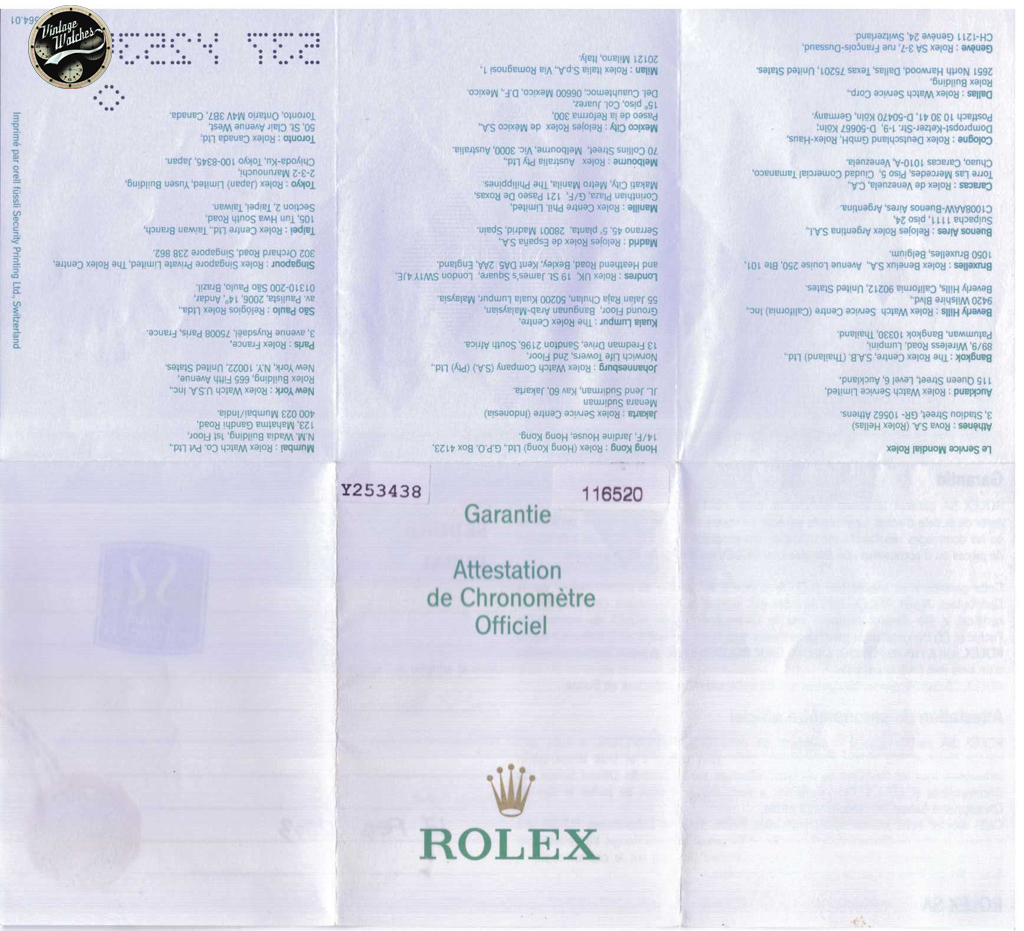 Vintage
Watches
Le Service Mondial Rolex
Athènes : Rova S.A. (Rolex Hellas)
3, Stadiou Street, GR- 10562 Athens.
Auckland : Rolex Watch Service Limited,
115 Queen Street, Level 6, Auckland.
Bangkok : The Rolex Centre, S.A.B. (Thailand) Ltd.,
89/9, Wireless Road, Lumpini,
Patumwan, Bangkok 10330, Thailand.
Beverly Hills : Rolex Watch Service Centre (California) Inc.,
9420 Wilshire Blvd.,
Beverly Hills, California 90212, United States.
Bruxelles : Rolex Benelux S.A., Avenue Louise 250, Bte 101,
1050 Bruxelles, Belgium.
Buenos Aires : Relojes Rolex Argentina S.A.I.,
Suipacha 1111, piso 24,
C1008AAW-Buenos Aires, Argentina.
Caracas : Rolex de Venezuela, C.A.,
Torre Las Mercedes, Piso 5, Ciudad Comercial Tamanaco,
Chuao, Caracas 1010-A, Venezuela.
Cologne : Rolex Deutschland GmbH, Rolex-Haus,
Dompropst-Ketzer-Str. 1-9, D-50667 Köln;
Postfach 10 30 41, D-50470 Köln, Germany.
Dallas : Rolex Watch Service Corp.,
Rolex Building,
2651 North Harwood, Dallas, Texas 75201, United States.
Genève : Rolex SA 3-7, rue François-Dussaud,
CH-1211 Genève 24, Switzerland.
Hong Kong : Rolex (Hong Kong) Ltd., G.P.O. Box 4123,
14/F, Jardine House, Hong Kong.
Jakarta : Rolex Service Centre (Indonesia)
Menara Sudirman
JL. Jend Sudirman, Kav 60, Jakarta.
Johannesburg : Rolex Watch Company (S.A.) (Pty) Ltd.,
Norwich Life Towers, 2nd Floor,
13 Fredman Drive, Sandton 2196, South Africa.
Kuala Lumpur : The Rolex Centre,
Ground Floor, Bangunan Arab-Malaysian,
55 Jalan Raja Chulan, 50200 Kuala Lumpur, Malaysia.
Londres : Rolex UK 19 St. James's Square, London SW1Y 4JE,
and Heathend Road, Bexley, Kent DA5 2AA, England.
Madrid : Relojes Rolex de España S.A.,
Serrano 45, 5ª planta, 28001 Madrid, Spain.
Manille : Rolex Centre Phil. Limited,
Corinthian Plaza, G/F, 121 Paseo De Roxas,
Makati City, Metro Manila, The Philippines.
Melbourne : Rolex Australia Pty Ltd.,
70 Collins Street, Melbourne, Vic 3000, Australia.
Mexico City : Relojes Rolex de México S.A.,
Paseo de la Reforma 300,
15º piso, Col. Juarez,
Del. Cuauhtemoc, 06600 Mexico, D.F., Mexico.
Milan : Rolex Italia S.p.A., Via Romagnosi 1,
20121 Milano, Italy.
Mumbai : Rolex Watch Co. Pvt Ltd.,
N.M. Wadia Building, 1st Floor,
123, Mahatma Gandhi Road,
400 023 Mumbai/India.
New York : Rolex Watch U.S.A. Inc.,
Rolex Building, 665 Fifth Avenue,
New York, N.Y. 10022, United States.
Paris : Rolex France,
3, avenue Ruysdaël, 75008 Paris, France.
São Paulo : Relógios Rolex Ltda.,
av. Paulista, 2006, 14º, Andar,
01310-200 São Paulo, Brazil.
Singapour : Rolex Singapore Private Limited, The Rolex Centre,
302 Orchard Road, Singapore 238 862.
Taipei : Rolex Centre Ltd., Taiwan Branch,
105, Tun Hwa South Road,
Section 2, Taipei, Taiwan.
Tokyo : Rolex (Japan) Limited, Yusen Building,
2-3-2 Marunouchi,
Chiyoda-Ku, Tokyo 100-8345, Japan.
Toronto : Rolex Canada Ltd.,
50, St. Clair Avenue West,
Toronto, Ontario M4V 3B7, Canada.
Imprimé par orell füssli Security Printing Ltd., Switzerland
Y253438
116520
Garantie
Attestation
de Chronomètre
Officiel
ROLEX